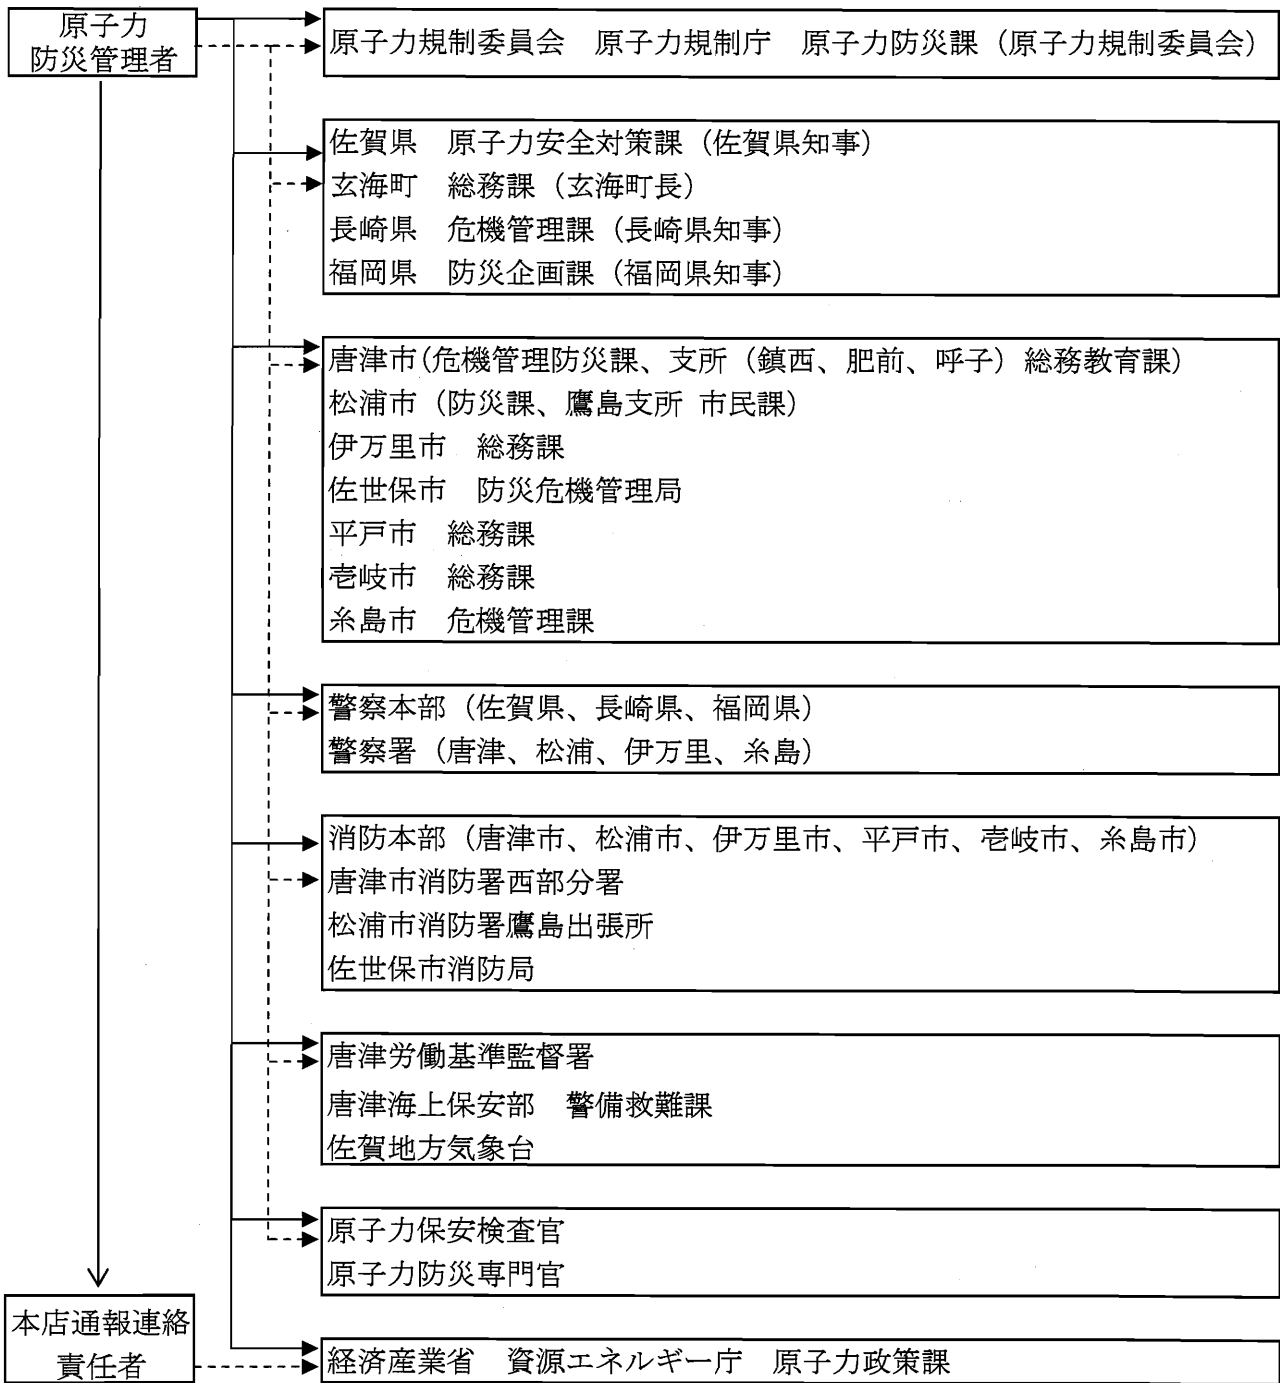 原子力
防災管理者
原子力規制委員会　原子力規制庁　原子力防災課（原子力規制委員会）
佐賀県　原子力安全対策課（佐賀県知事）
玄海町　総務課（玄海町長）
長崎県　危機管理課（長崎県知事）
福岡県　防災企画課（福岡県知事）
唐津市(危機管理防災課、支所（鎮西、肥前、呼子）総務教育課）
松浦市（防災課、鷹島支所 市民課）
伊万里市　総務課
佐世保市　防災危機管理局
平戸市　総務課
壱岐市　総務課
糸島市　危機管理課
警察本部（佐賀県、長崎県、福岡県）
警察署（唐津、松浦、伊万里、糸島）
消防本部（唐津市、松浦市、伊万里市、平戸市、壱岐市、糸島市）
唐津市消防署西部分署
松浦市消防署鷹島出張所
佐世保市消防局
唐津労働基準監督署
唐津海上保安部　警備救難課
佐賀地方気象台
原子力保安検査官
原子力防災専門官
本店通報連絡
責任者
経済産業省　資源エネルギー庁　原子力政策課